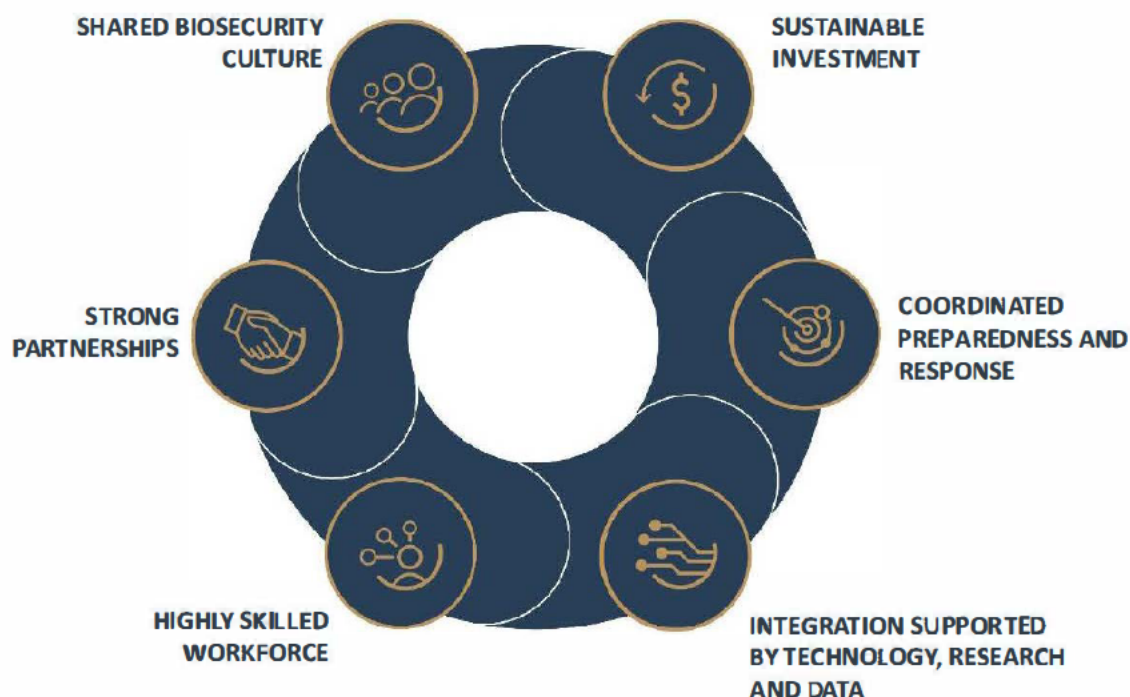 SHARED BIOSECURITY
CULTURE
SUSTAINABLE
INVESTMENT
STRONG
PARTNERSHIPS
COORDINATED
PREPAREDNESS AND
RESPONSE
HIGHLY SKILLED
WORKFORCE
INTEGRATION SUPPORTED
BY TECHNOLOGY, RESEARCH
AND DATA
$